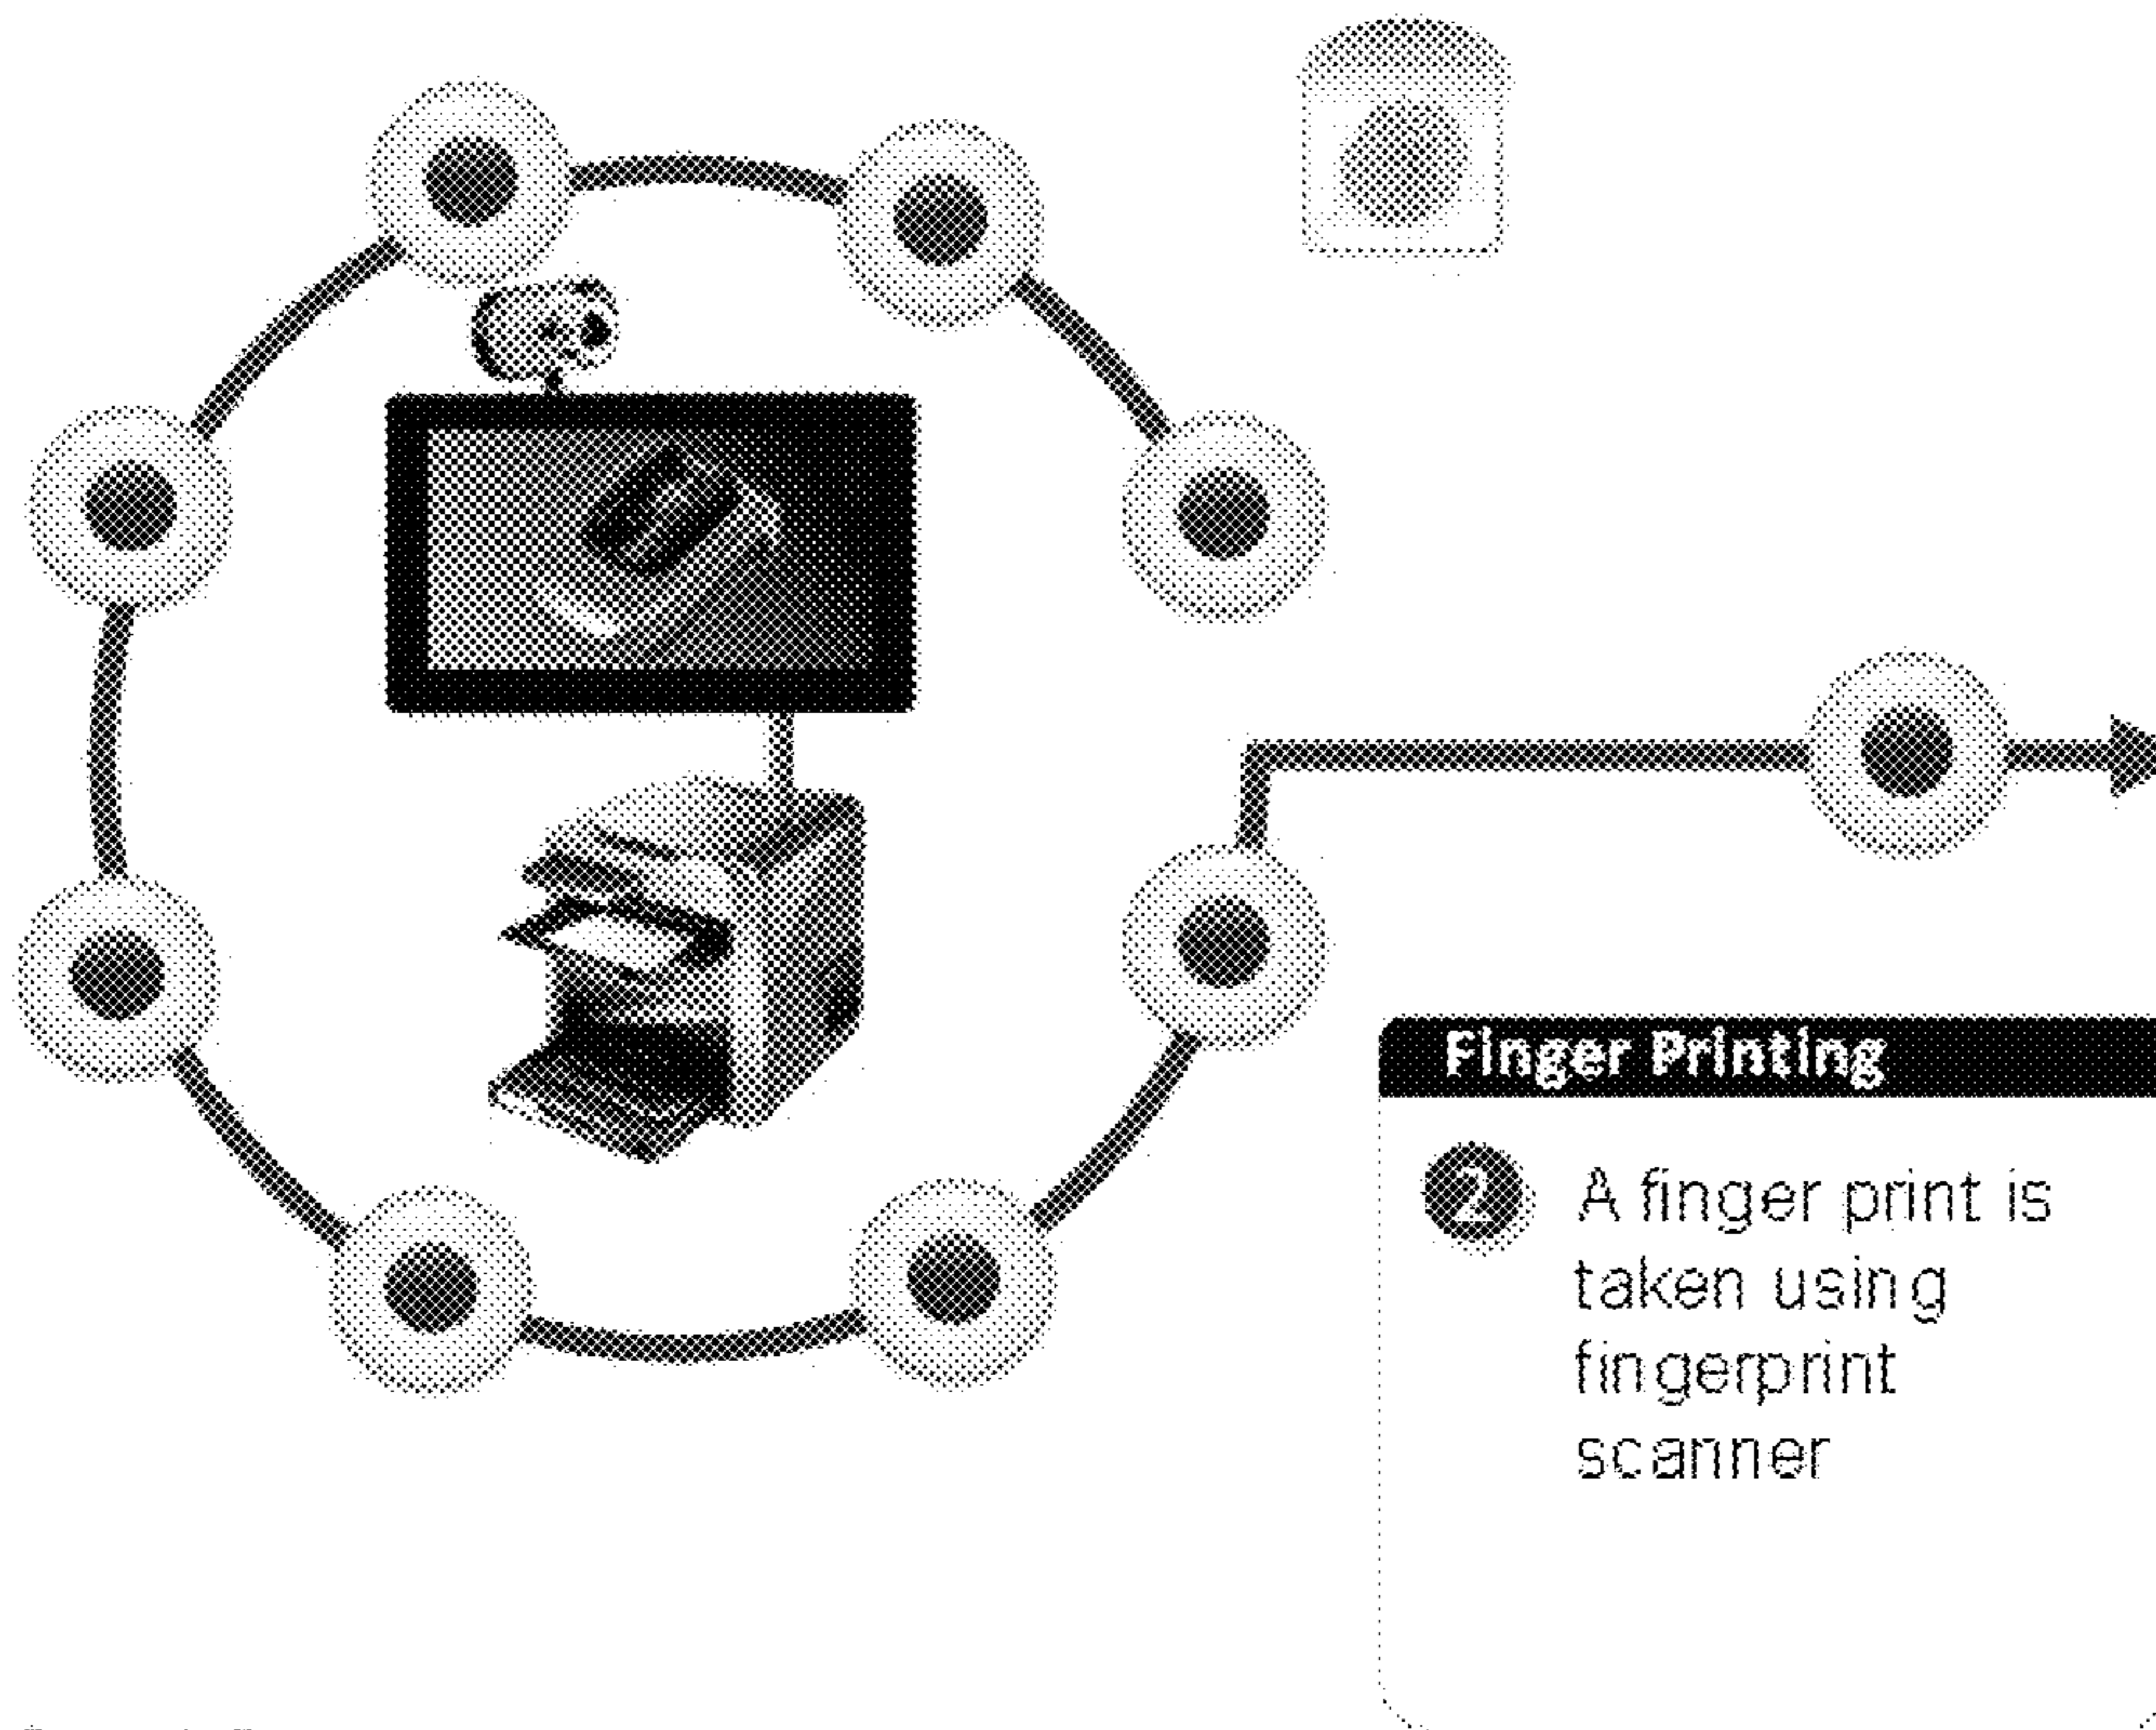 Finger Printing
2 A finger print is
taken using
fingerprint
scanner